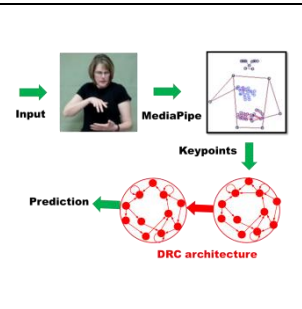 Input
MediaPipe
Keypoints
Prediction
DRC architecture